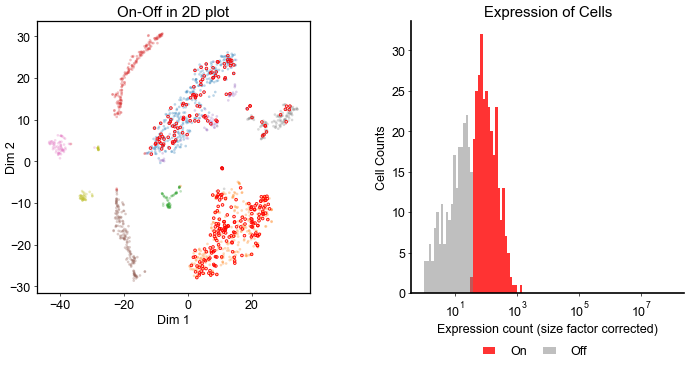 On-Off in 2D plot
30
20
10
0
−10
−20
−30
Dim 2
−40
−20
0
20
Dim 1
Expression of Cells
30
25
20
15
10
5
0
Cell Counts
10^1
10^3
10^5
10^7
Expression count (size factor corrected)
On
Off